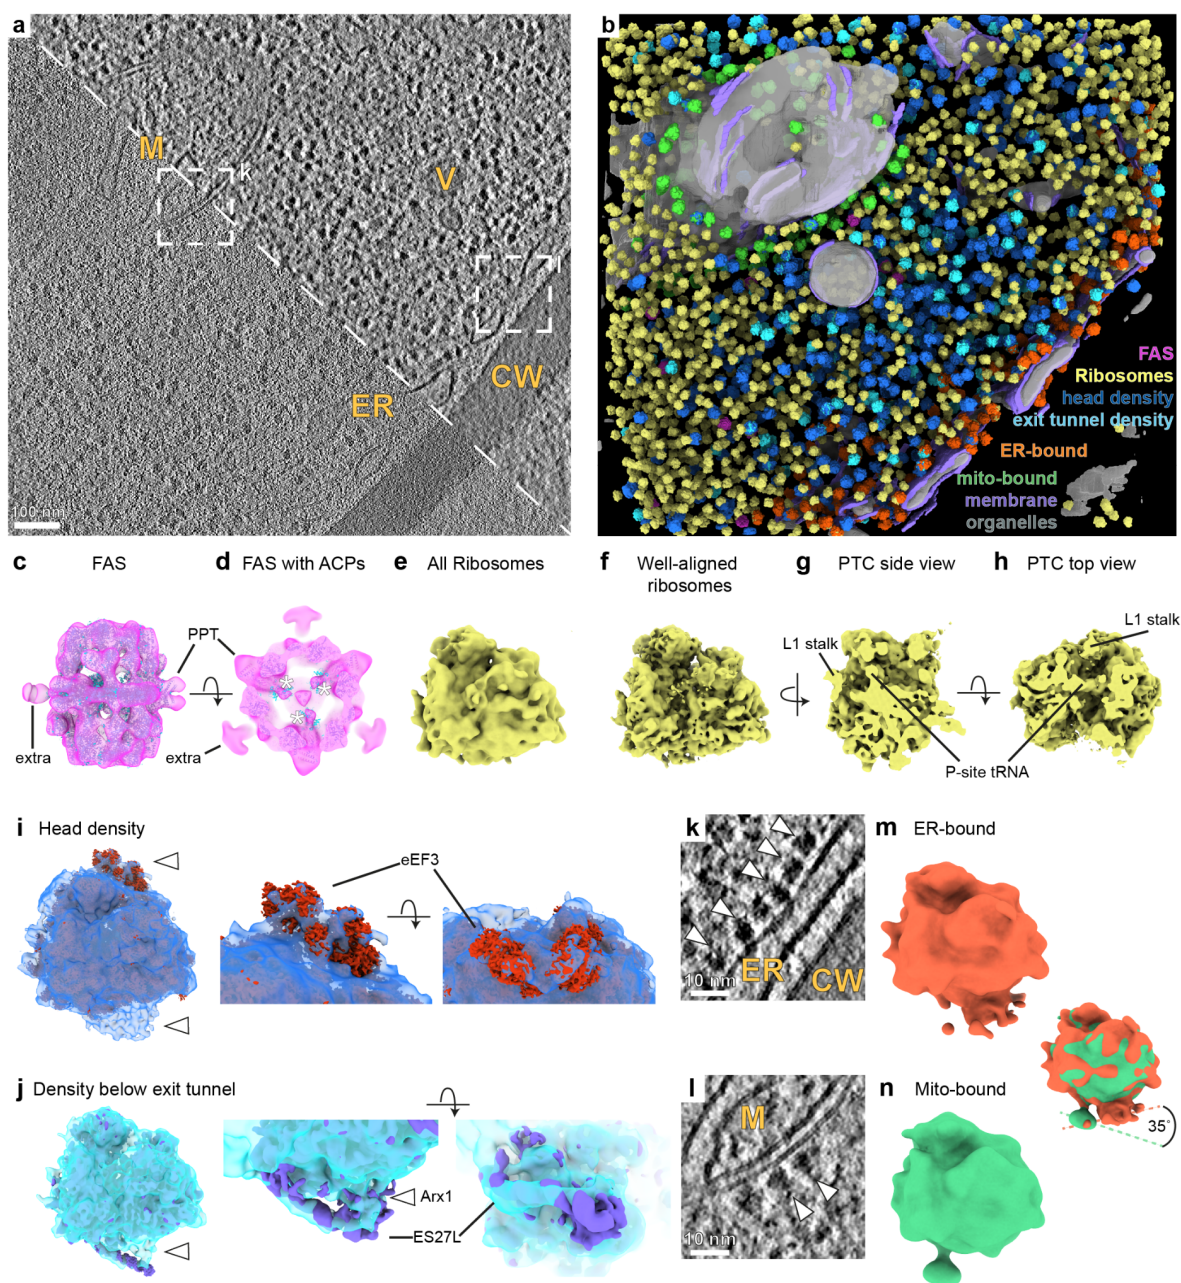 a
M
k
V
l
CW
ER
100 nm
b
FAS
Ribosomes
head density
exit tunnel density
ER-bound
mito-bound
membrane
organelles
c FAS
d FAS with ACPs
e All Ribosomes
f Well-aligned
ribosomes
g PTC side view
h PTC top view
PPT
extra
extra
L1 stalk
L1 stalk
P-site tRNA
i Head density
eEF3
k
ER
CW
10 nm
m ER-bound
j Density below exit tunnel
Arx1
ES27L
l
M
10 nm
n Mito-bound
35°